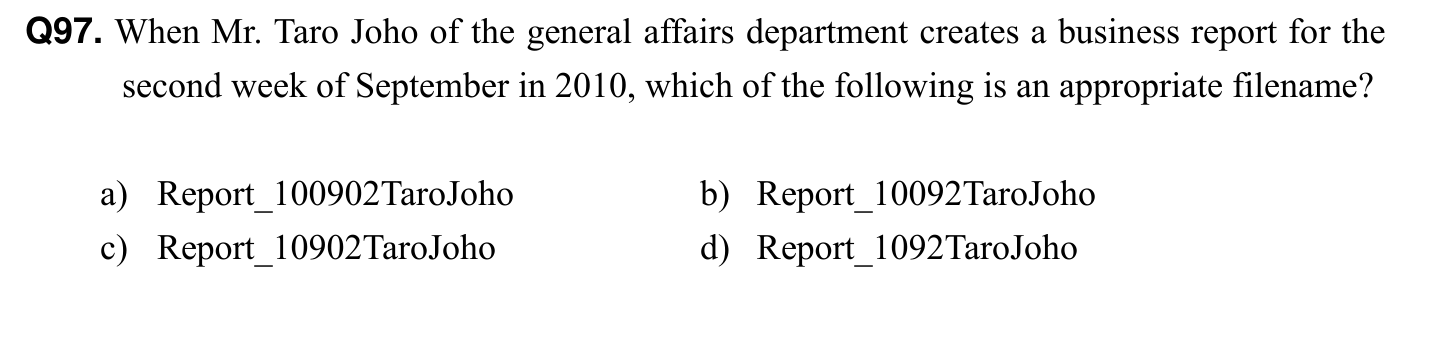 Q97. When Mr. Taro Joho of the general affairs department creates a business report for the
second week of September in 2010, which of the following is an appropriate filename?
a) Report_100902TaroJoho b) Report_10092TaroJoho
c) Report_10902TaroJoho d) Report_1092TaroJoho